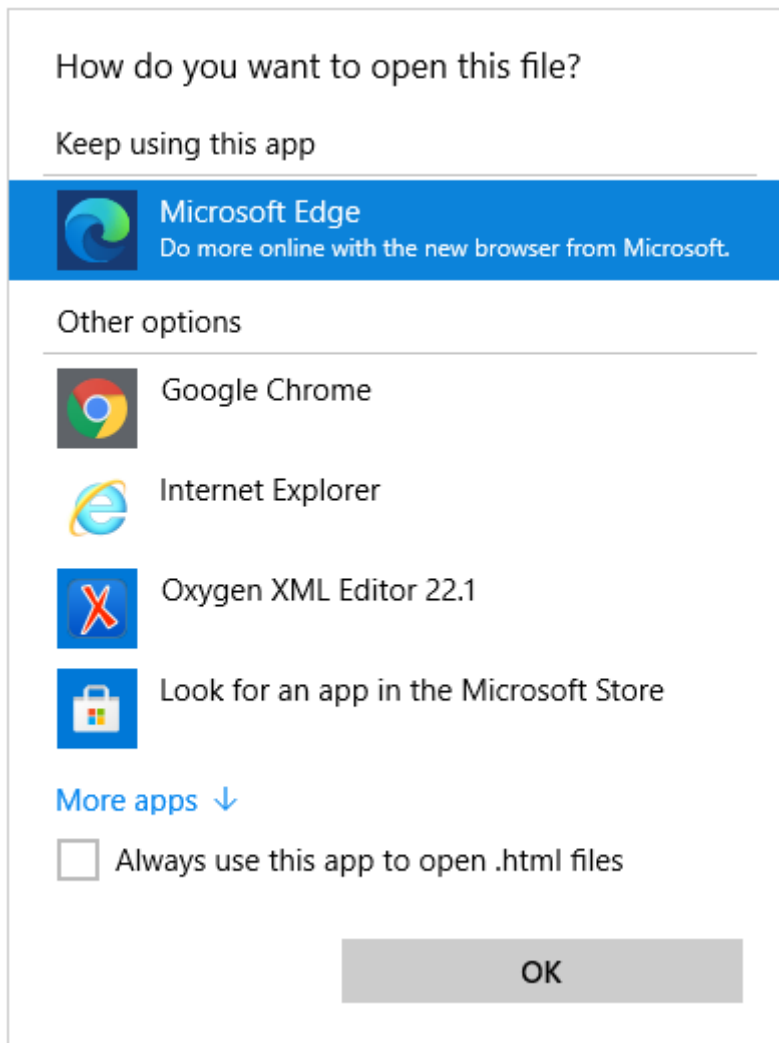 How do you want to open this file?
Keep using this app
Microsoft Edge
Do more online with the new browser from Microsoft.
Other options
Google Chrome
Internet Explorer
Oxygen XML Editor 22.1
Look for an app in the Microsoft Store
More apps ↓
Always use this app to open .html files
OK